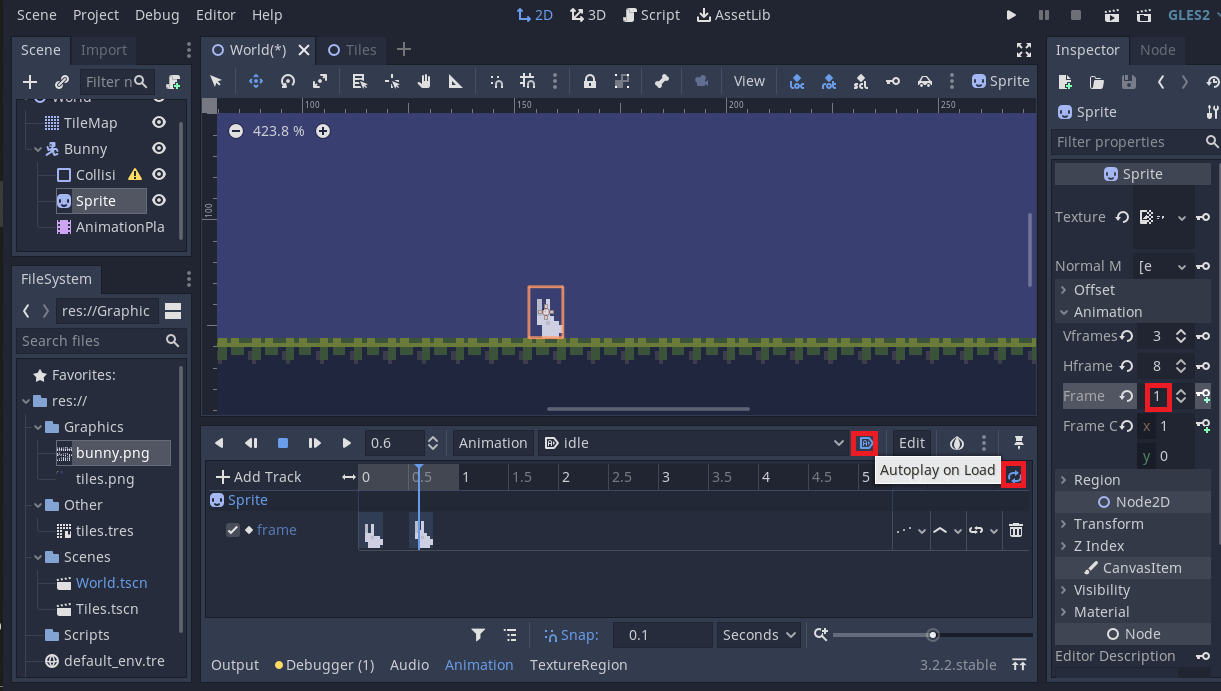 Scene Project Debug Editor Help 2D 3D Script AssetLib GLES2
Scene Import World(*) Tiles Inspector Node
Filter n View Sprite
100 150 200 250
World
TileMap 423.8 % Sprite
Bunny Filter properties
Collisi Sprite
Sprite 100
AnimationPla Texture
Normal M [e
FileSystem Offset
res://Graphic Animation
Search files Vframes 3
Hframe 8
Favorites: Frame 1
res:// Frame C x 1
Graphics 0.6 Animation idle Edit
bunny.png y 0
tiles.png Add Track 0 0.5 1 1.5 2 2.5 3 3.5 4 4.5 5 Autoplay on Load Region
Other Sprite Node2D
tiles.tres frame Transform
Scenes Z Index
World.tscn CanvasItem
Tiles.tscn Visibility
Scripts Snap: 0.1 Seconds Material
default_env.tre Node
Output Debugger (1) Audio Animation TextureRegion 3.2.2.stable Editor Description